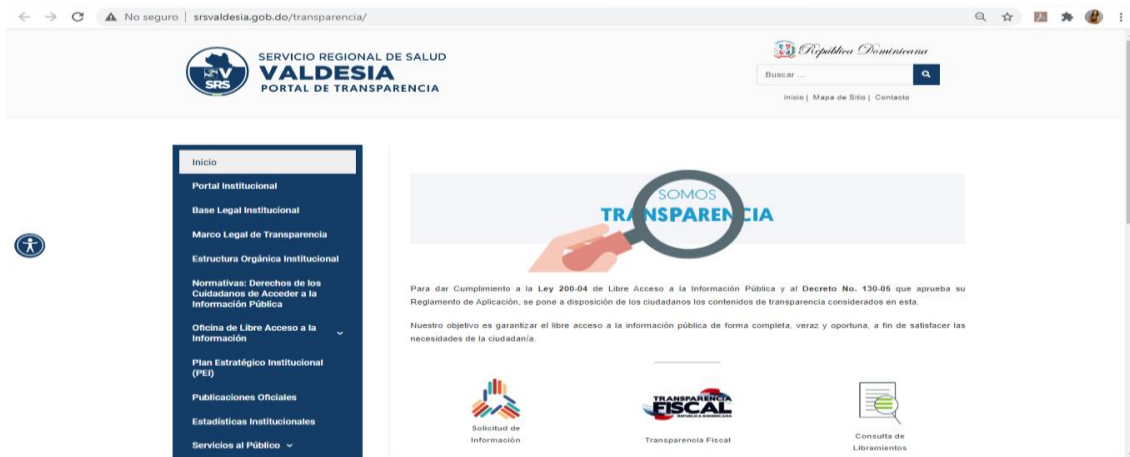 No seguro | srsvaldesia.gob.do/transparencia/
SERVICIO REGIONAL DE SALUD
VALDESIA
PORTAL DE TRANSPARENCIA
SRS
República Dominicana
Buscar ...
Inicio | Mapa de Sitio | Contacto
Inicio
Portal Institucional
Base Legal Institucional
Marco Legal de Transparencia
Estructura Orgánica Institucional
Normativas: Derechos de los
Cuidadanos de Acceder a la
Información Pública
Oficina de Libre Acceso a la
Información
Plan Estratégico Institucional
(PEI)
Publicaciones Oficiales
Estadísticas Institucionales
Servicios al Público
SOMOS
TRANSPARENCIA
Para dar Cumplimiento a la Ley 200-04 de Libre Acceso a la Información Pública y al Decreto No. 130-05 que aprueba su
Reglamento de Aplicación, se pone a disposición de los ciudadanos los contenidos de transparencia considerados en esta.
Nuestro objetivo es garantizar el libre acceso a la información pública de forma completa, veraz y oportuna, a fin de satisfacer las
necesidades de la ciudadanía.
Solicitud de
Información
TRANSPARENCIA
FISCAL
REPÚBLICA DOMINICANA
Transparencia Fiscal
Consulta de
Libramientos